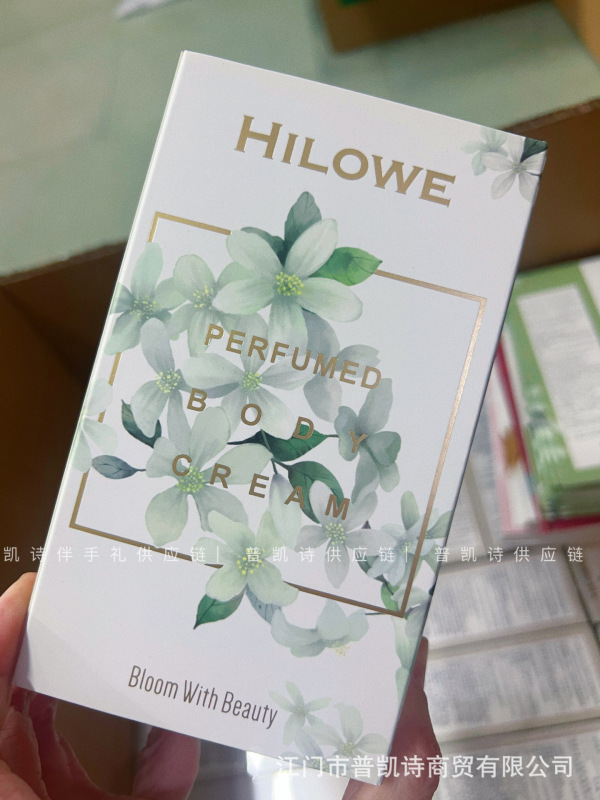 HILOWE
PERFUMED
BODY
CREAM
凯诗伴手礼供应链| 普凯诗供应链| 普凯诗供应链
Bloom With Beauty
江门市普凯诗商贸有限公司